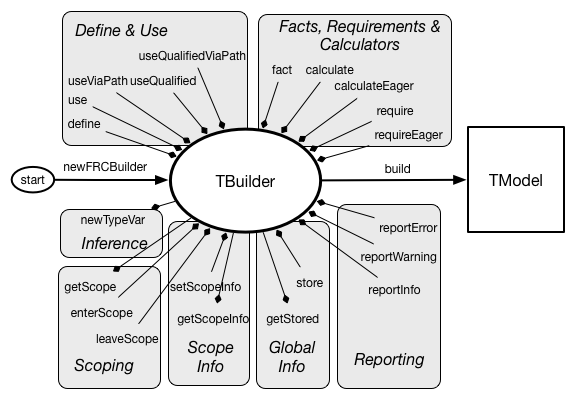 Define & Use
useQualifiedViaPath
useViaPath
useQualified
use
define
Facts, Requirements &
Calculators
fact
calculate
calculateEager
require
requireEager
start
newFRCBuilder
TBuilder
build
TModel
newTypeVar
Inference
getScope
enterScope
leaveScope
Scoping
setScopeInfo
getScopeInfo
Scope
Info
store
getStored
Global
Info
reportError
reportWarning
reportInfo
Reporting